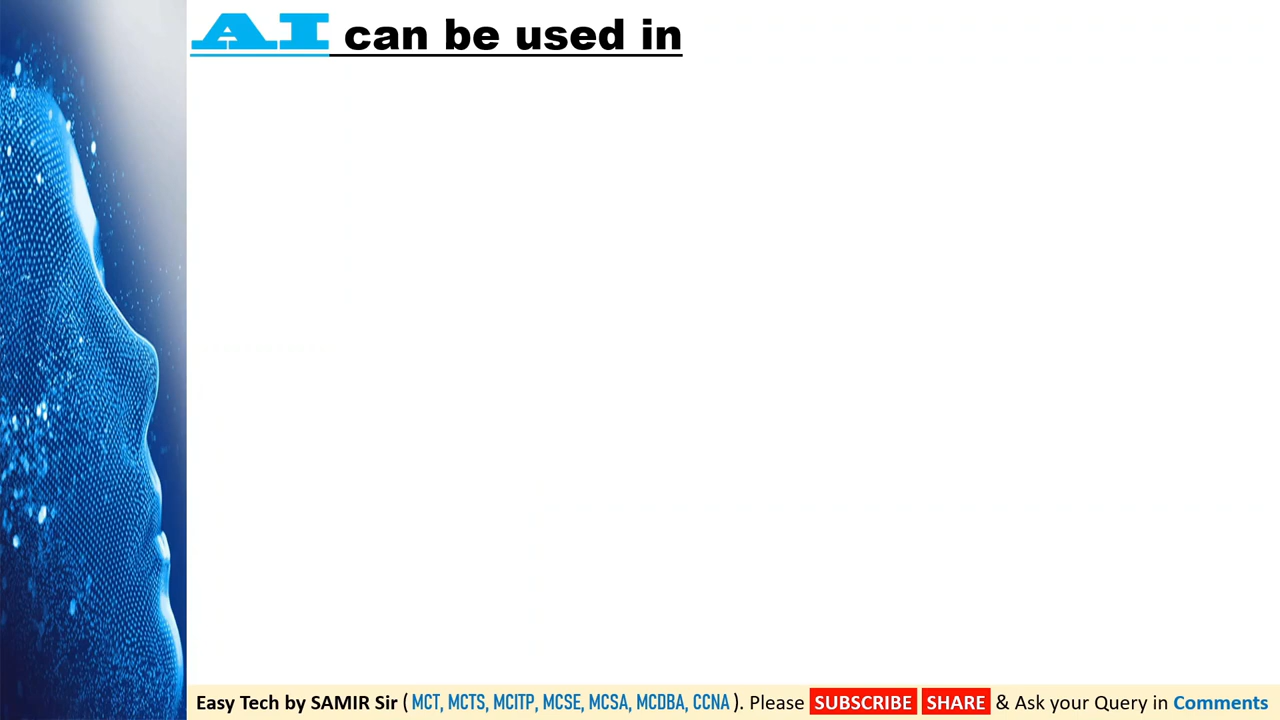 AI can be used in
Easy Tech by SAMIR Sir ( MCT, MCTS, MCITP, MCSE, MCSA, MCDBA, CCNA ). Please SUBSCRIBE SHARE & Ask your Query in Comments